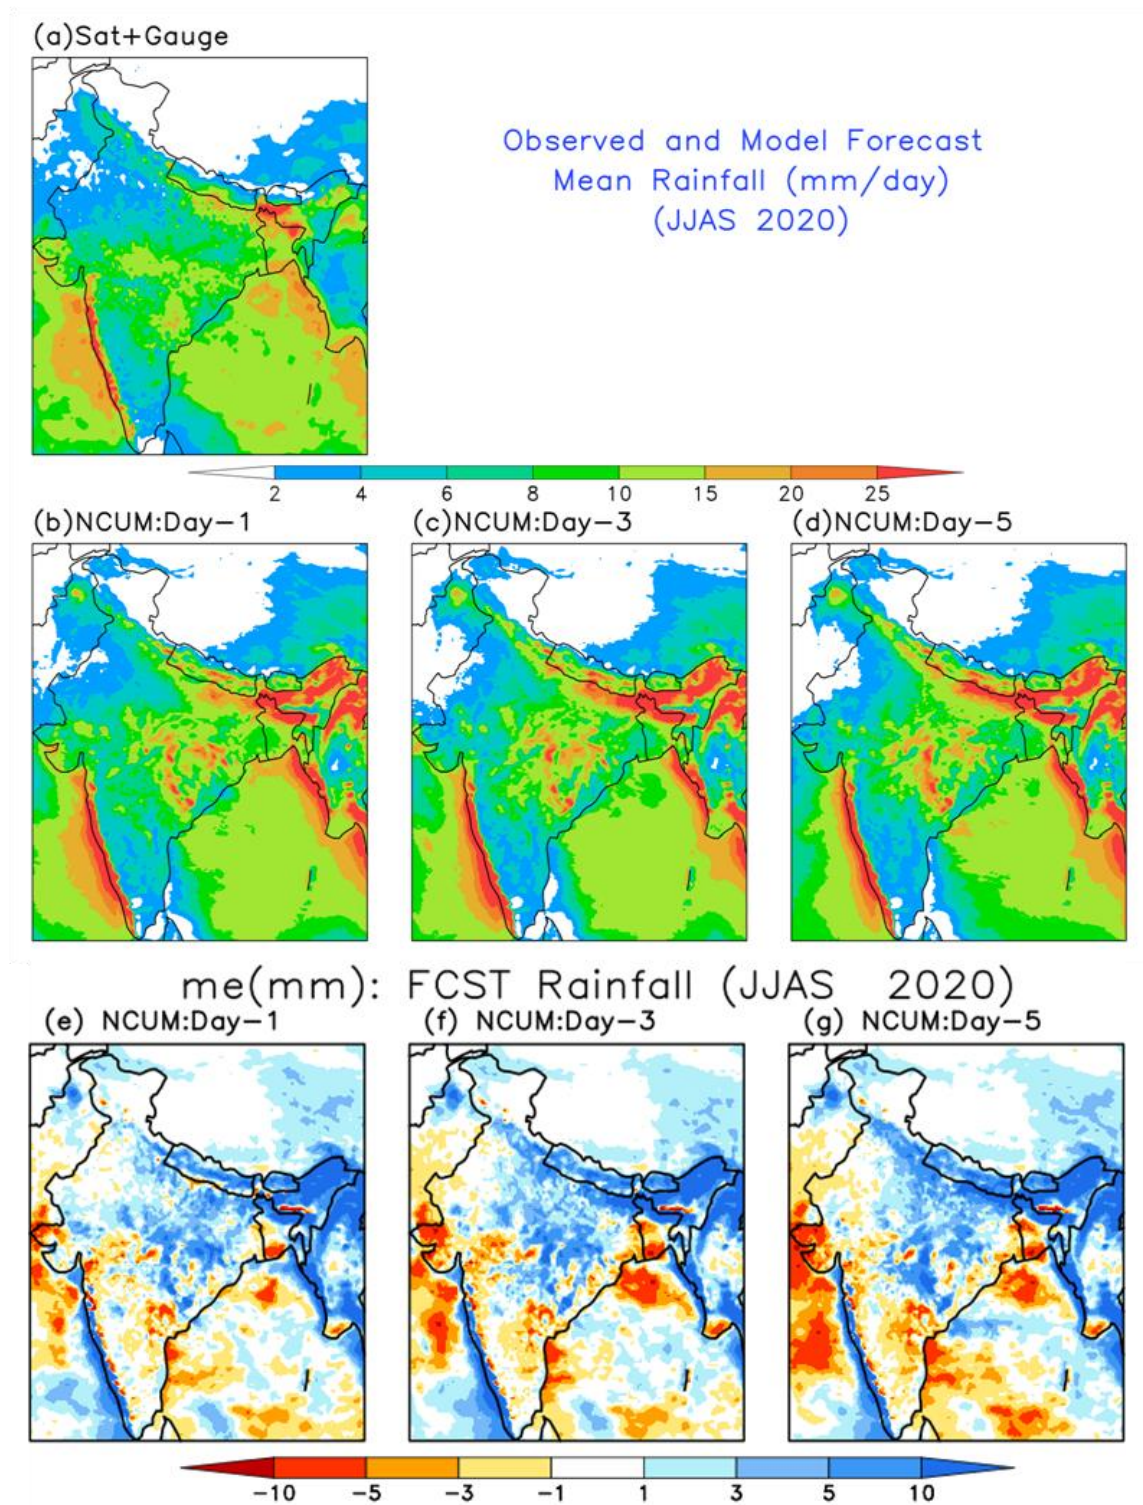 (a)Sat+Gauge
Observed and Model Forecast
Mean Rainfall (mm/day)
(JJAS 2020)
2 4 6 8 10 15 20 25
(b)NCUM:Day-1 (c)NCUM:Day-3 (d)NCUM:Day-5
me(mm): FCST Rainfall (JJAS 2020)
(e) NCUM:Day-1 (f) NCUM:Day-3 (g) NCUM:Day-5
-10 -5 -3 -1 1 3 5 10